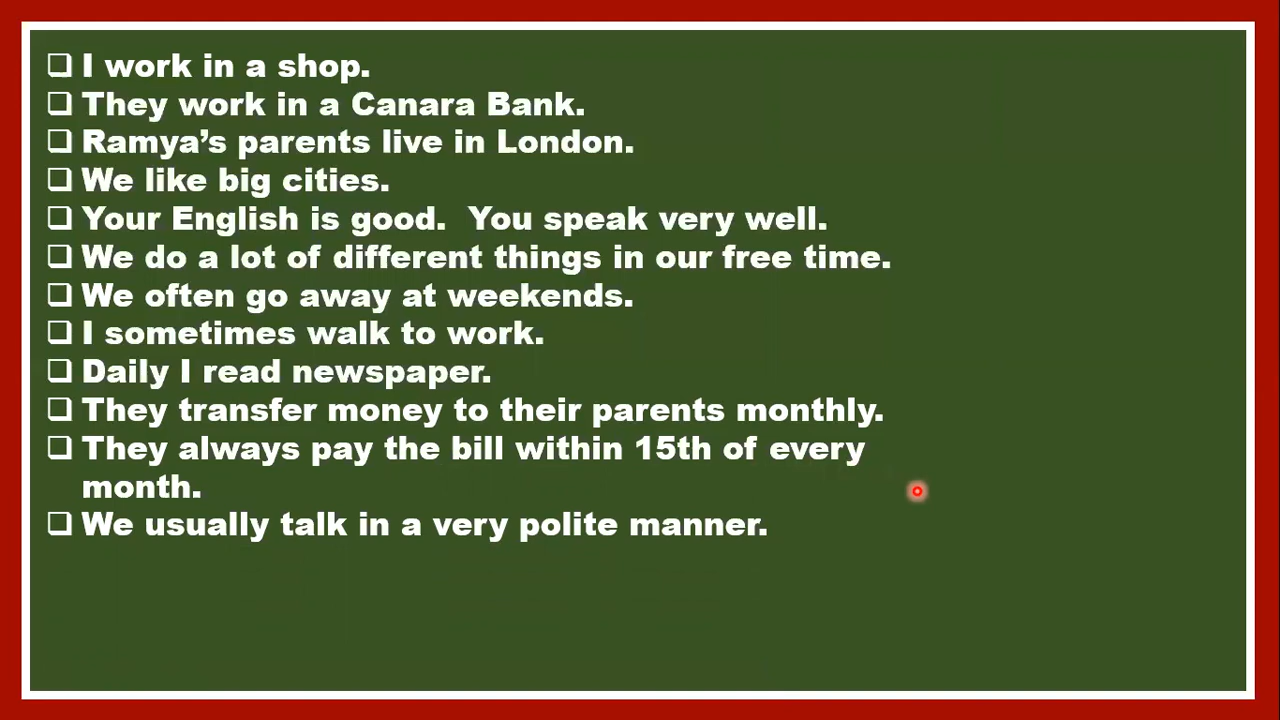 I work in a shop.
They work in a Canara Bank.
Ramya's parents live in London.
We like big cities.
Your English is good.  You speak very well.
We do a lot of different things in our free time.
We often go away at weekends.
I sometimes walk to work.
Daily I read newspaper.
They transfer money to their parents monthly.
They always pay the bill within 15th of every
month.
We usually talk in a very polite manner.